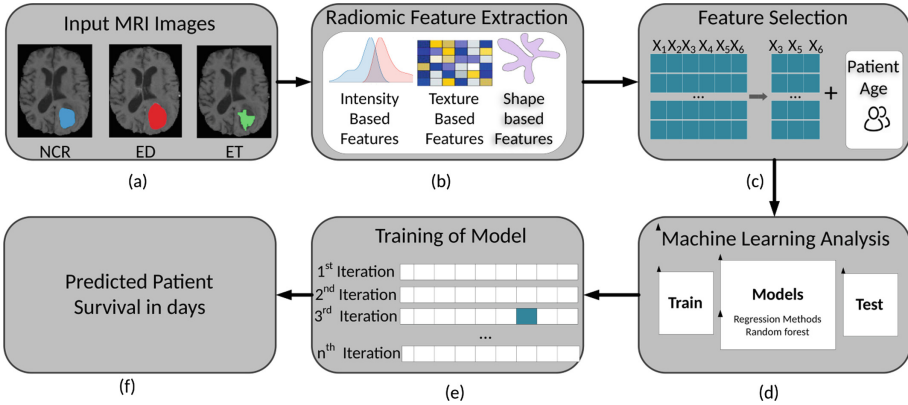 Input MRI Images
NCR ED ET
(a)
Radiomic Feature Extraction
Intensity Based Features
Texture Based Features
Shape based Features
(b)
Feature Selection
X1 X2 X3 X4 X5 X6
X3 X5 X6
...
...
+
Patient
Age
(c)
Machine Learning Analysis
Train
Models
Regression Methods
Random forest
Test
(d)
Training of Model
1st Iteration
2nd Iteration
3rd Iteration
...
nth Iteration
(e)
Predicted Patient
Survival in days
(f)